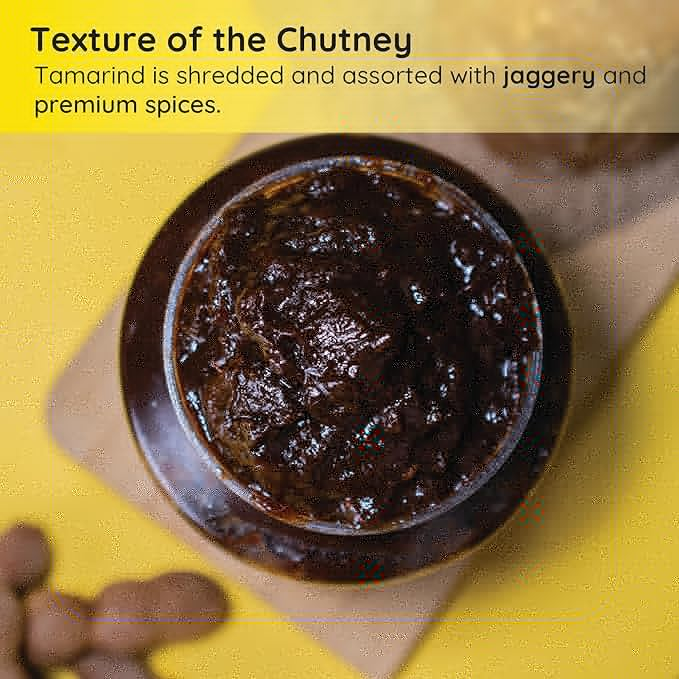 Texture of the Chutney
Tamarind is shredded and assorted with jaggery and
premium spices.